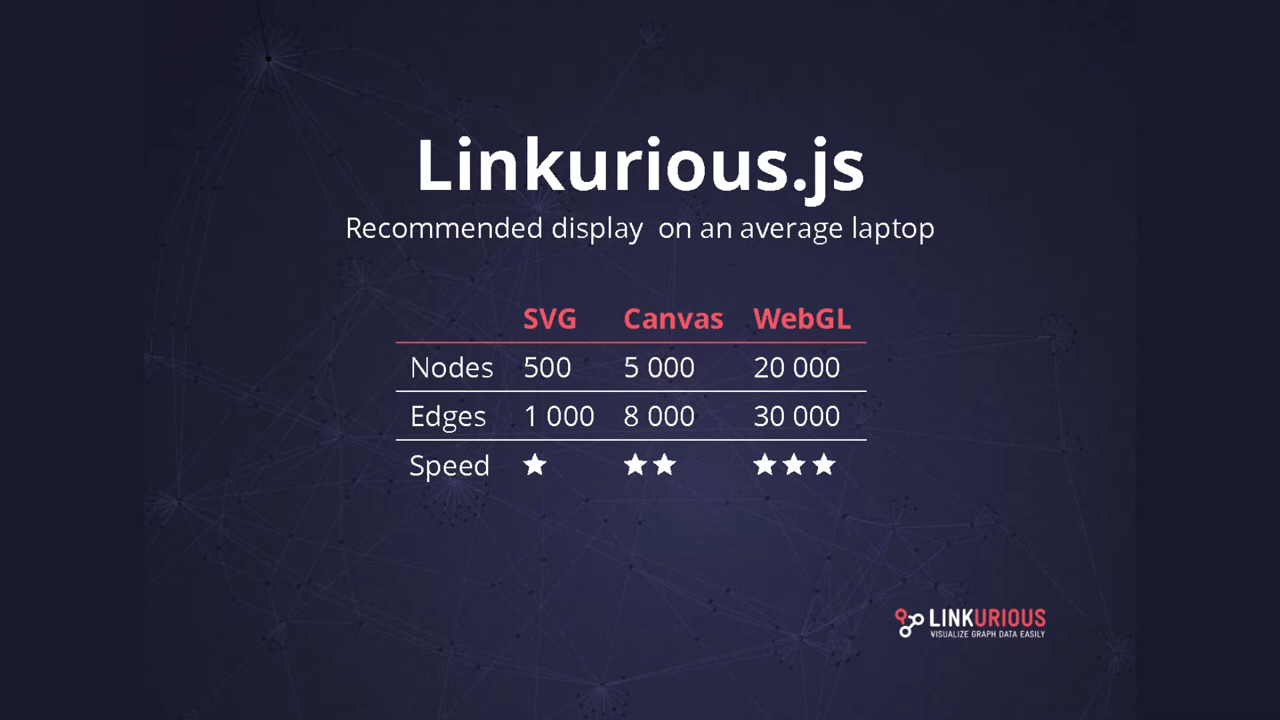 Linkurious.js
Recommended display on an average laptop
SVG Canvas WebGL
Nodes 500 5 000 20 000
Edges 1 000 8 000 30 000
Speed ★ ★★ ★★★
LINKURIOUS
VISUALIZE GRAPH DATA EASILY